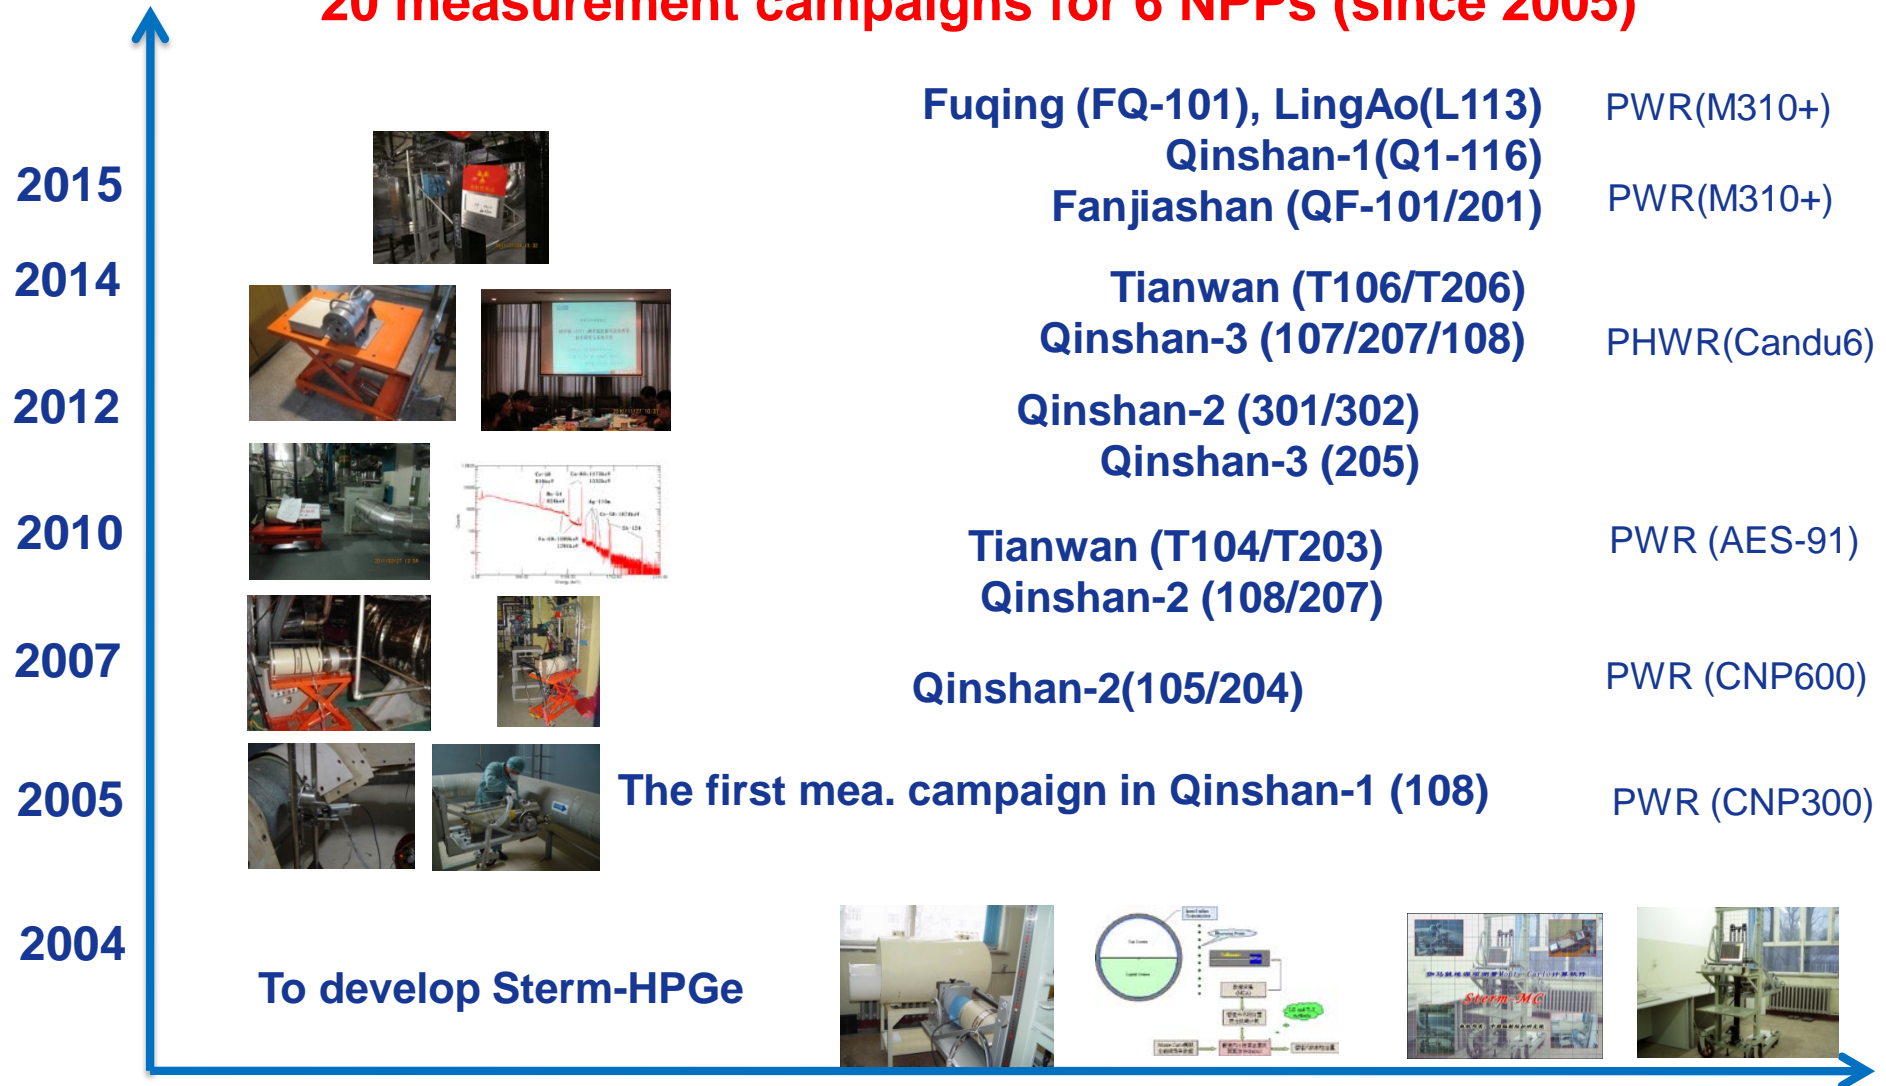 20 measurement campaigns for 6 NPPs (since 2005)
Fuqing (FQ-101), LingAo(L113)
PWR(M310+)
Qinshan-1(Q1-116)
2015
Fanjiashan (QF-101/201)
PWR(M310+)
2014
Tianwan (T106/T206)
Qinshan-3 (107/207/108)
PHWR(Candu6)
2012
Qinshan-2 (301/302)
Qinshan-3 (205)
2010
Tianwan (T104/T203)
PWR (AES-91)
Qinshan-2 (108/207)
2007
Qinshan-2(105/204)
PWR (CNP600)
2005
The first mea. campaign in Qinshan-1 (108)
PWR (CNP300)
2004
To develop Sterm-HPGe
Sterm-MC